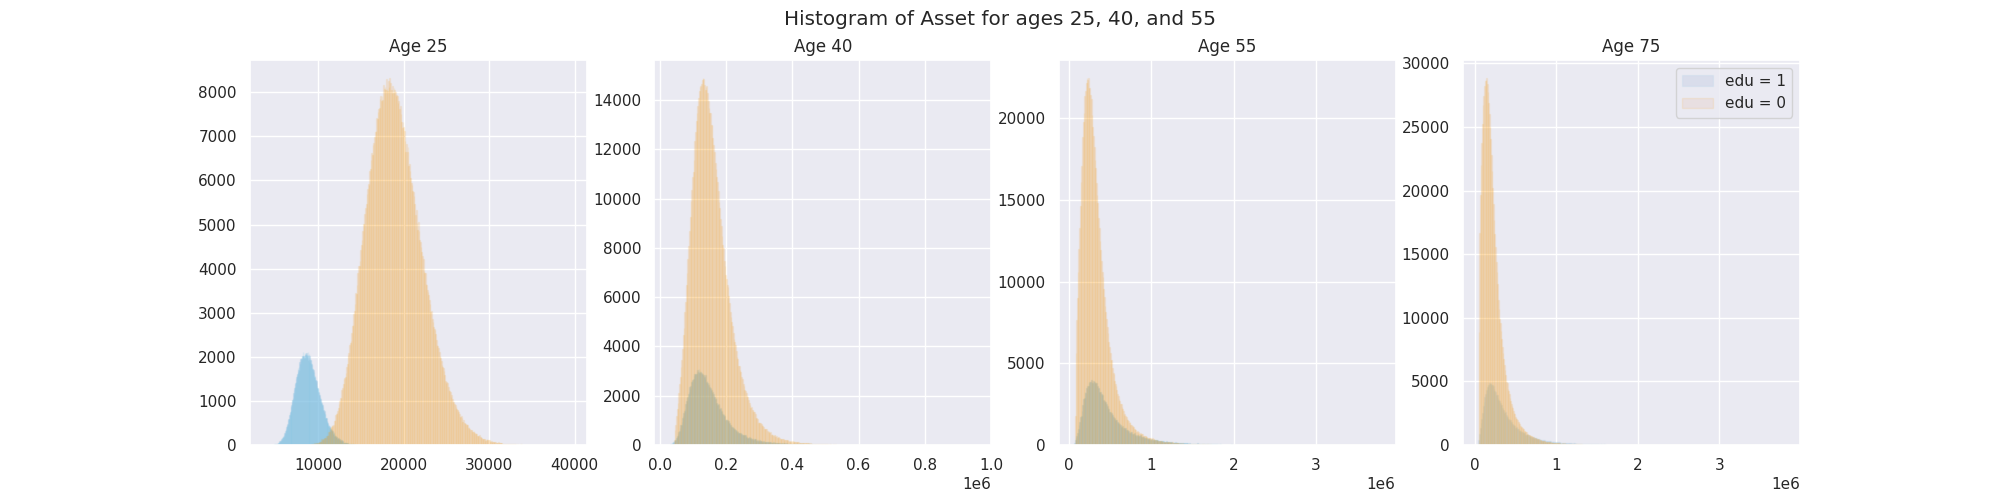 Histogram of Asset for ages 25, 40, and 55
Age 25
8000
7000
6000
5000
4000
3000
2000
1000
0
10000 20000 30000 40000
Age 40
14000
12000
10000
8000
6000
4000
2000
0
0.0 0.2 0.4 0.6 0.8 1.0
1e6
Age 55
20000
15000
10000
5000
0
0 1 2 3
1e6
Age 75
30000
25000
20000
15000
10000
5000
0
0 1 2 3
1e6
edu = 1
edu = 0